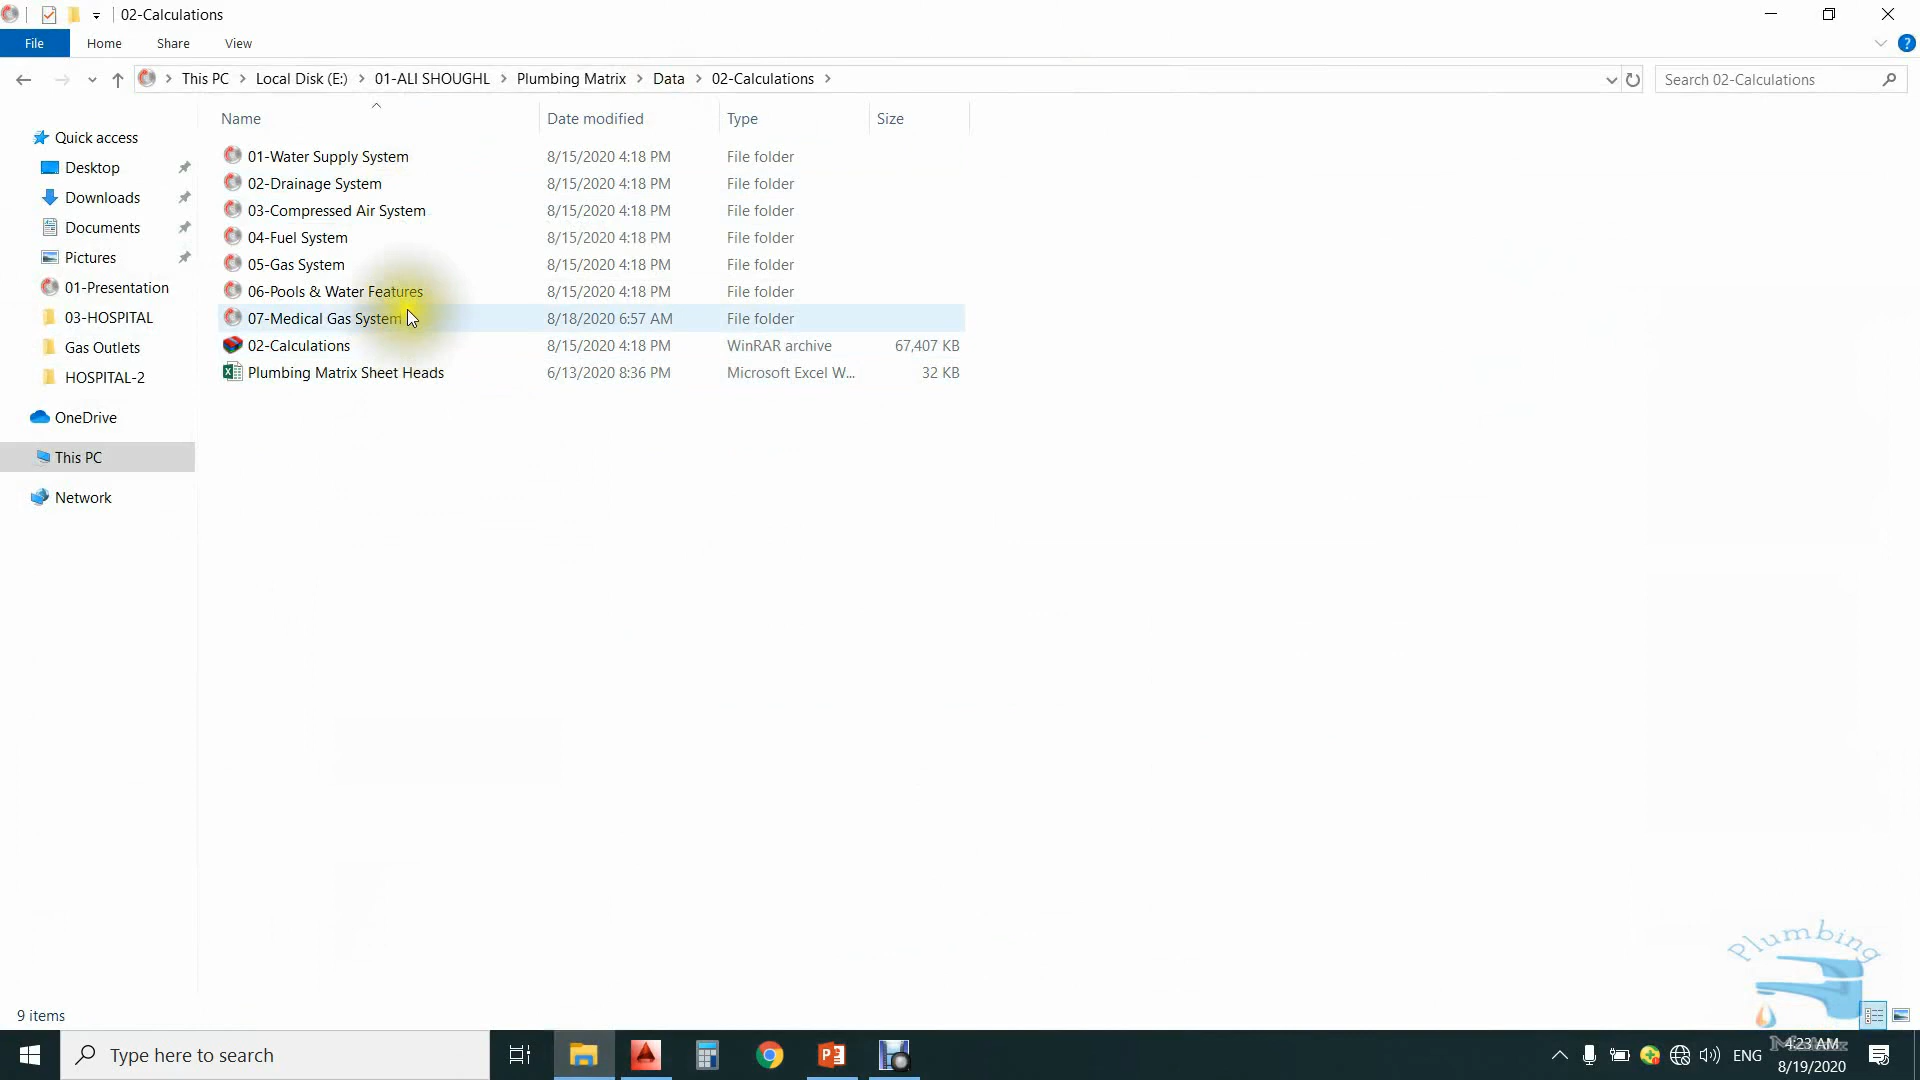 02-Calculations
File Home Share View
This PC Local Disk (E:) 01-ALI SHOUGHL Plumbing Matrix Data 02-Calculations Search 02-Calculations
Name Date modified Type Size
Quick access
Desktop
Downloads
Documents
Pictures
01-Presentation
03-HOSPITAL
Gas Outlets
HOSPITAL-2
OneDrive
This PC
Network
01-Water Supply System 8/15/2020 4:18 PM File folder
02-Drainage System 8/15/2020 4:18 PM File folder
03-Compressed Air System 8/15/2020 4:18 PM File folder
04-Fuel System 8/15/2020 4:18 PM File folder
05-Gas System 8/15/2020 4:18 PM File folder
06-Pools & Water Features 8/15/2020 4:18 PM File folder
07-Medical Gas System 8/18/2020 6:57 AM File folder
02-Calculations 8/15/2020 4:18 PM WinRAR archive 67,407 KB
Plumbing Matrix Sheet Heads 6/13/2020 8:36 PM Microsoft Excel W... 32 KB
Plumbing
9 items
Type here to search
ENG
4:23 AM
8/19/2020